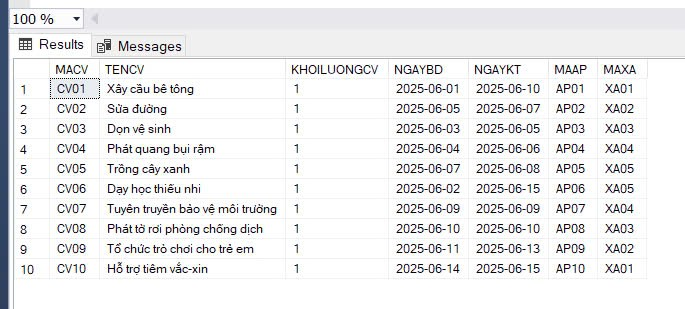 100 %
Results Messages
MACV TENCV KHOILUONGCV NGAYBD NGAYKT MAAP MAXA
1 CV01 Xây cầu bê tông 1 2025-06-01 2025-06-10 AP01 XA01
2 CV02 Sửa đường 1 2025-06-05 2025-06-07 AP02 XA02
3 CV03 Dọn vệ sinh 1 2025-06-03 2025-06-05 AP03 XA03
4 CV04 Phát quang bụi rậm 1 2025-06-04 2025-06-06 AP04 XA04
5 CV05 Trồng cây xanh 1 2025-06-07 2025-06-08 AP05 XA05
6 CV06 Dạy học thiếu nhi 1 2025-06-02 2025-06-15 AP06 XA05
7 CV07 Tuyên truyền bảo vệ môi trường 1 2025-06-09 2025-06-09 AP07 XA04
8 CV08 Phát tờ rơi phòng chống dịch 1 2025-06-10 2025-06-10 AP08 XA03
9 CV09 Tổ chức trò chơi cho trẻ em 1 2025-06-11 2025-06-13 AP09 XA02
10 CV10 Hỗ trợ tiêm vắc-xin 1 2025-06-14 2025-06-15 AP10 XA01